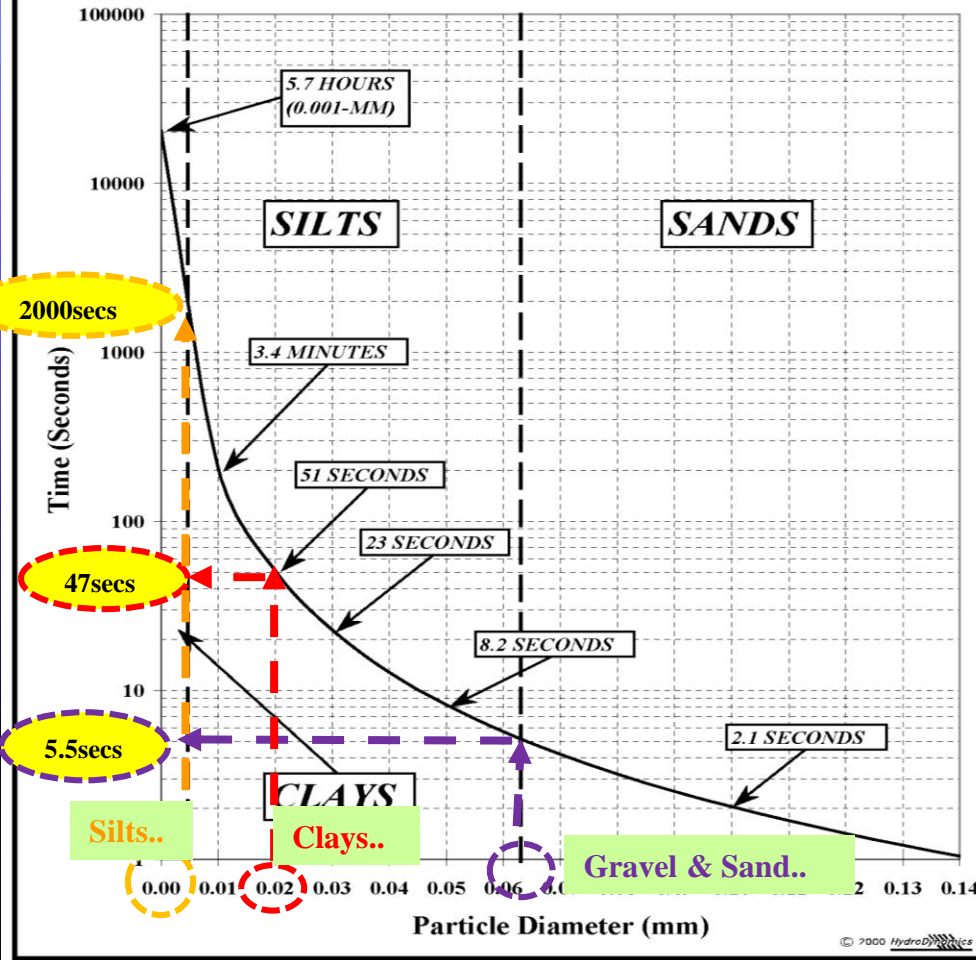 100000
5.7 HOURS
(0.001-MM)
10000
SILTS
SANDS
2000secs
1000
3.4 MINUTES
Time (Seconds)
51 SECONDS
100
23 SECONDS
47secs
8.2 SECONDS
10
5.5secs
2.1 SECONDS
CLAYS
Silts..
Clays..
Gravel & Sand..
0.00 0.01 0.02 0.03 0.04 0.05 0.06 0.13 0.14
Particle Diameter (mm)
© 2000 HydroDynamics